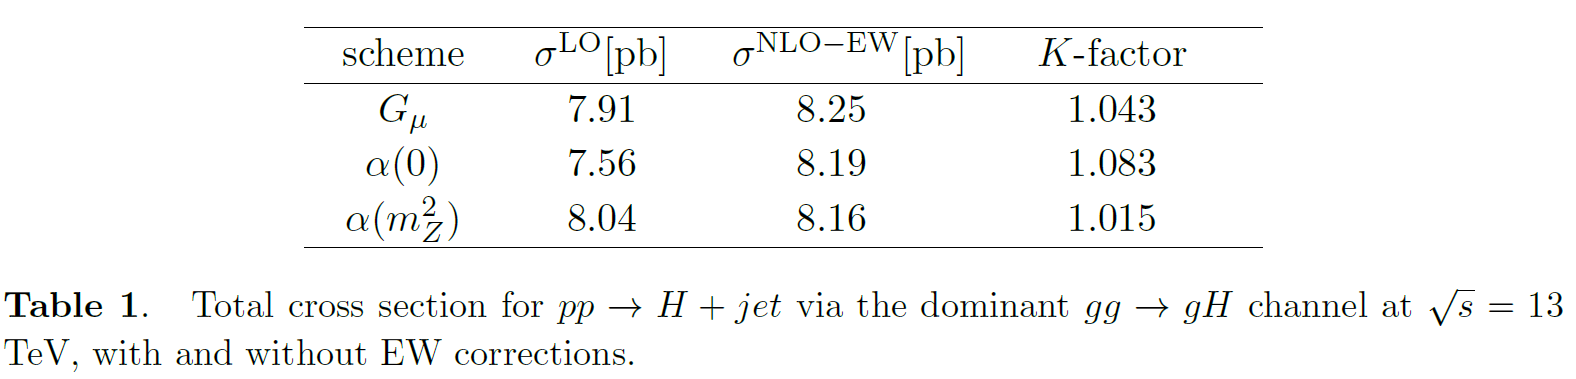 scheme σ^LO[pb] σ^NLO−EW[pb] K-factor
G_μ 7.91 8.25 1.043
α(0) 7.56 8.19 1.083
α(m_Z^2) 8.04 8.16 1.015
Table 1. Total cross section for pp → H + jet via the dominant gg → gH channel at √s = 13
TeV, with and without EW corrections.